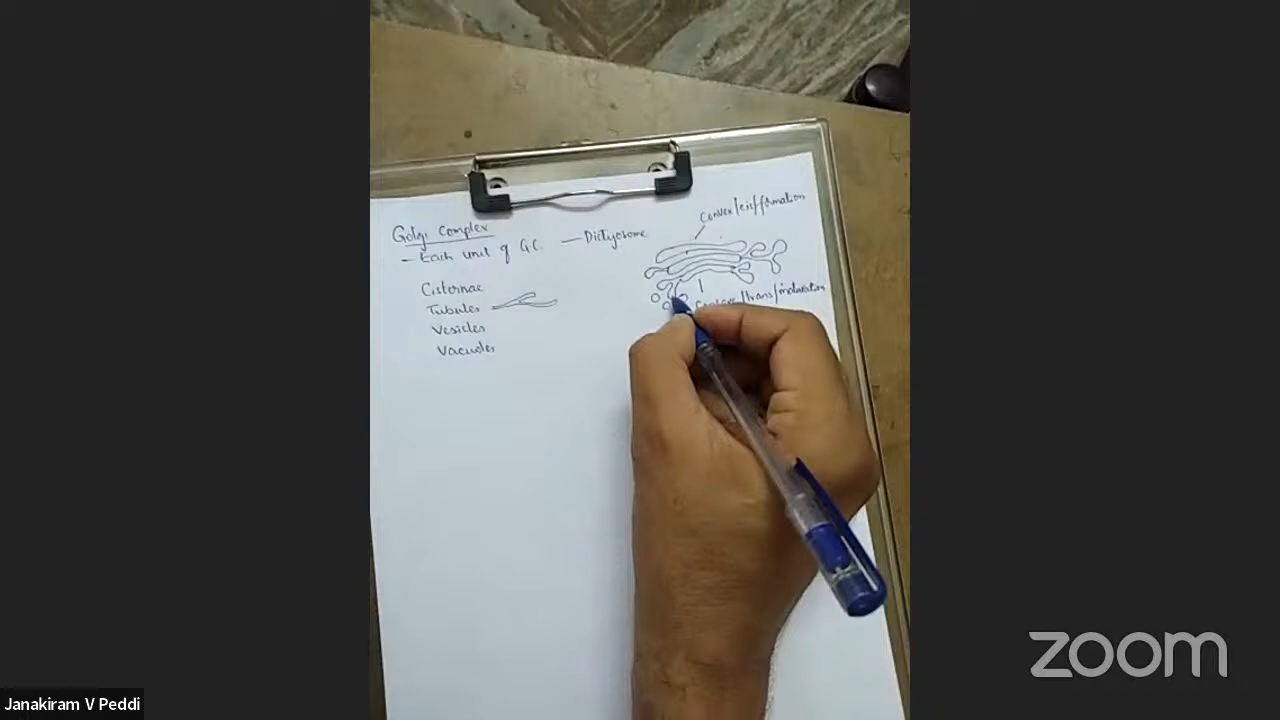 Golgi Complex
- Each unit of G.C. — Dictyosome
Convex/cis/formation
Cisternae
Tubules
Vesicles
Vacuoles
Concave/trans/maturation
zoom
Janakiram V Peddi